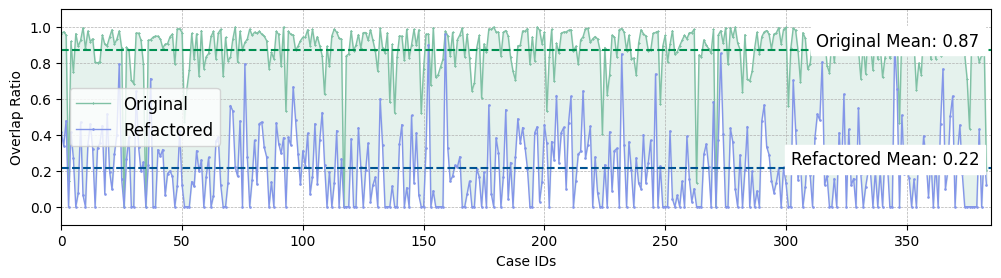 1.0
0.8
0.6
0.4
0.2
0.0
Overlap Ratio
Original Mean: 0.87
Original
Refactored
Refactored Mean: 0.22
0 50 100 150 200 250 300 350
Case IDs